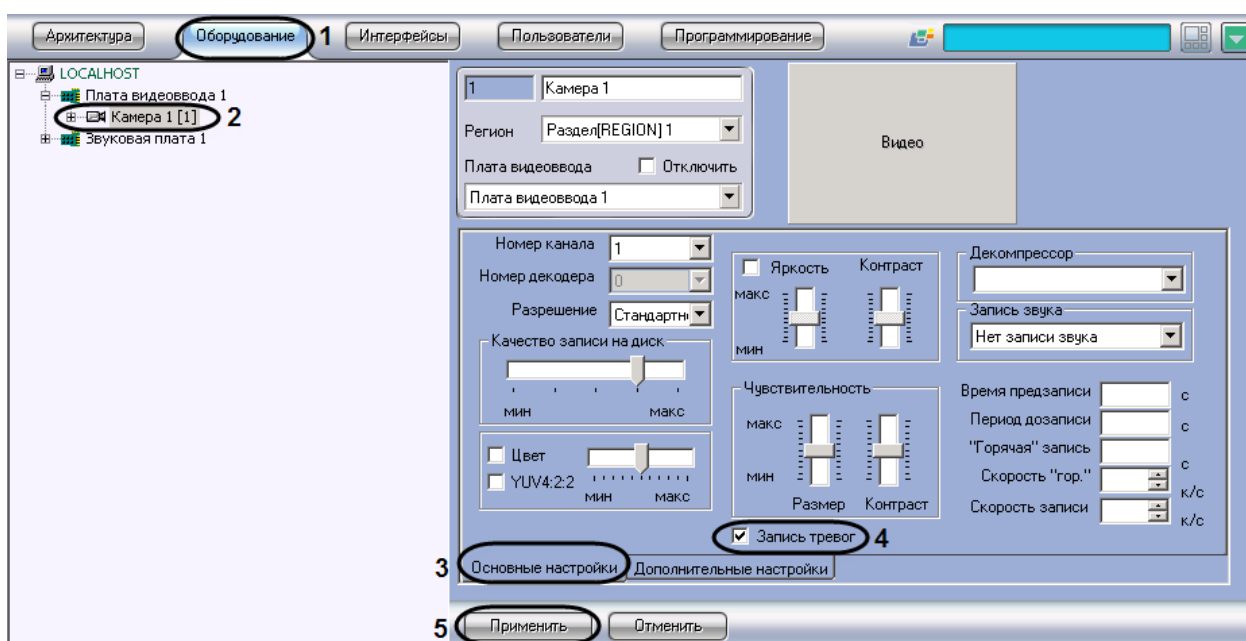 Архитектура Оборудование 1 Интерфейсы Пользователи Программирование
LOCALHOST
Плата видеоввода 1
Камера 1 [1] 2
Звуковая плата 1
1 Камера 1
Регион Раздел[REGION] 1
Плата видеоввода Отключить
Плата видеоввода 1
Видео
Номер канала 1
Номер декодера 0
Разрешение Стандартн
Качество записи на диск
мин макс
Цвет
YUV4:2:2
мин макс
Яркость Контраст
макс
мин
Чувствительность
макс
мин
Размер Контраст
Запись тревог 4
Декомпрессор
Запись звука
Нет записи звука
Время предзаписи с
Период дозаписи с
"Горячая" запись с
Скорость "гор." к/с
Скорость записи к/с
3 Основные настройки Дополнительные настройки
5 Применить Отменить